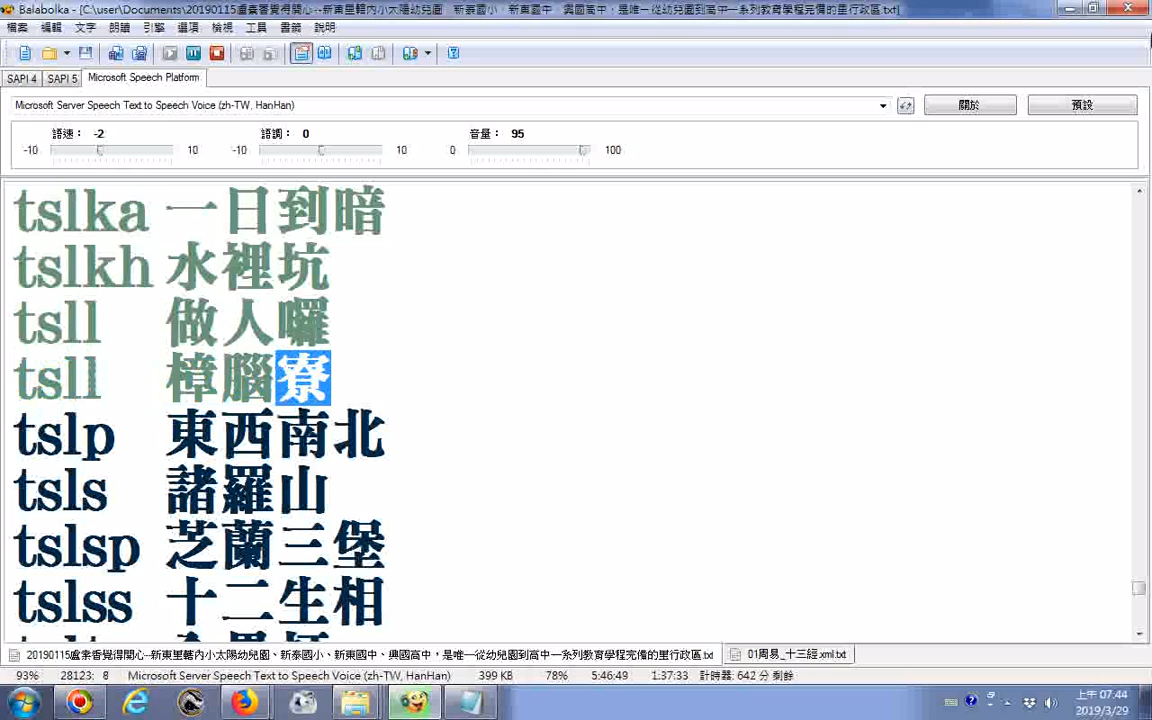 Balabolka - [C:\user\Documents\20190115盧素香覺得開心--新東里轄內小太陽幼兒園、新泰國小、新東國中、興國高中，是唯一從幼兒園到高中一系列教育學程完備的里行政區.txt]
檔案 編輯 文字 朗讀 引擎 選項 檢視 工具 書籤 說明
SAPI 4 SAPI 5 Microsoft Speech Platform
Microsoft Server Speech Text to Speech Voice (zh-TW, HanHan) 關於 預設
語速： -2 語調： 0 音量： 95
-10 10 -10 10 0 100
tslka 一日到暗
tslkh 水裡坑
tsll 做人囉
tsll 樟腦寮
tslp 東西南北
tsls 諸羅山
tslsp 芝蘭三堡
tslss 十二生相
20190115盧素香覺得開心--新東里轄內小太陽幼兒園、新泰國小、新東國中、興國高中，是唯一從幼兒園到高中一系列教育學程完備的里行政區.txt 01周易_十三經.xml.txt
93% 28123: 8 Microsoft Server Speech Text to Speech Voice (zh-TW, HanHan) 399 KB 78% 5:46:49 1:37:33 計時器: 642 分 剩餘
上午 07:44
2019/3/29